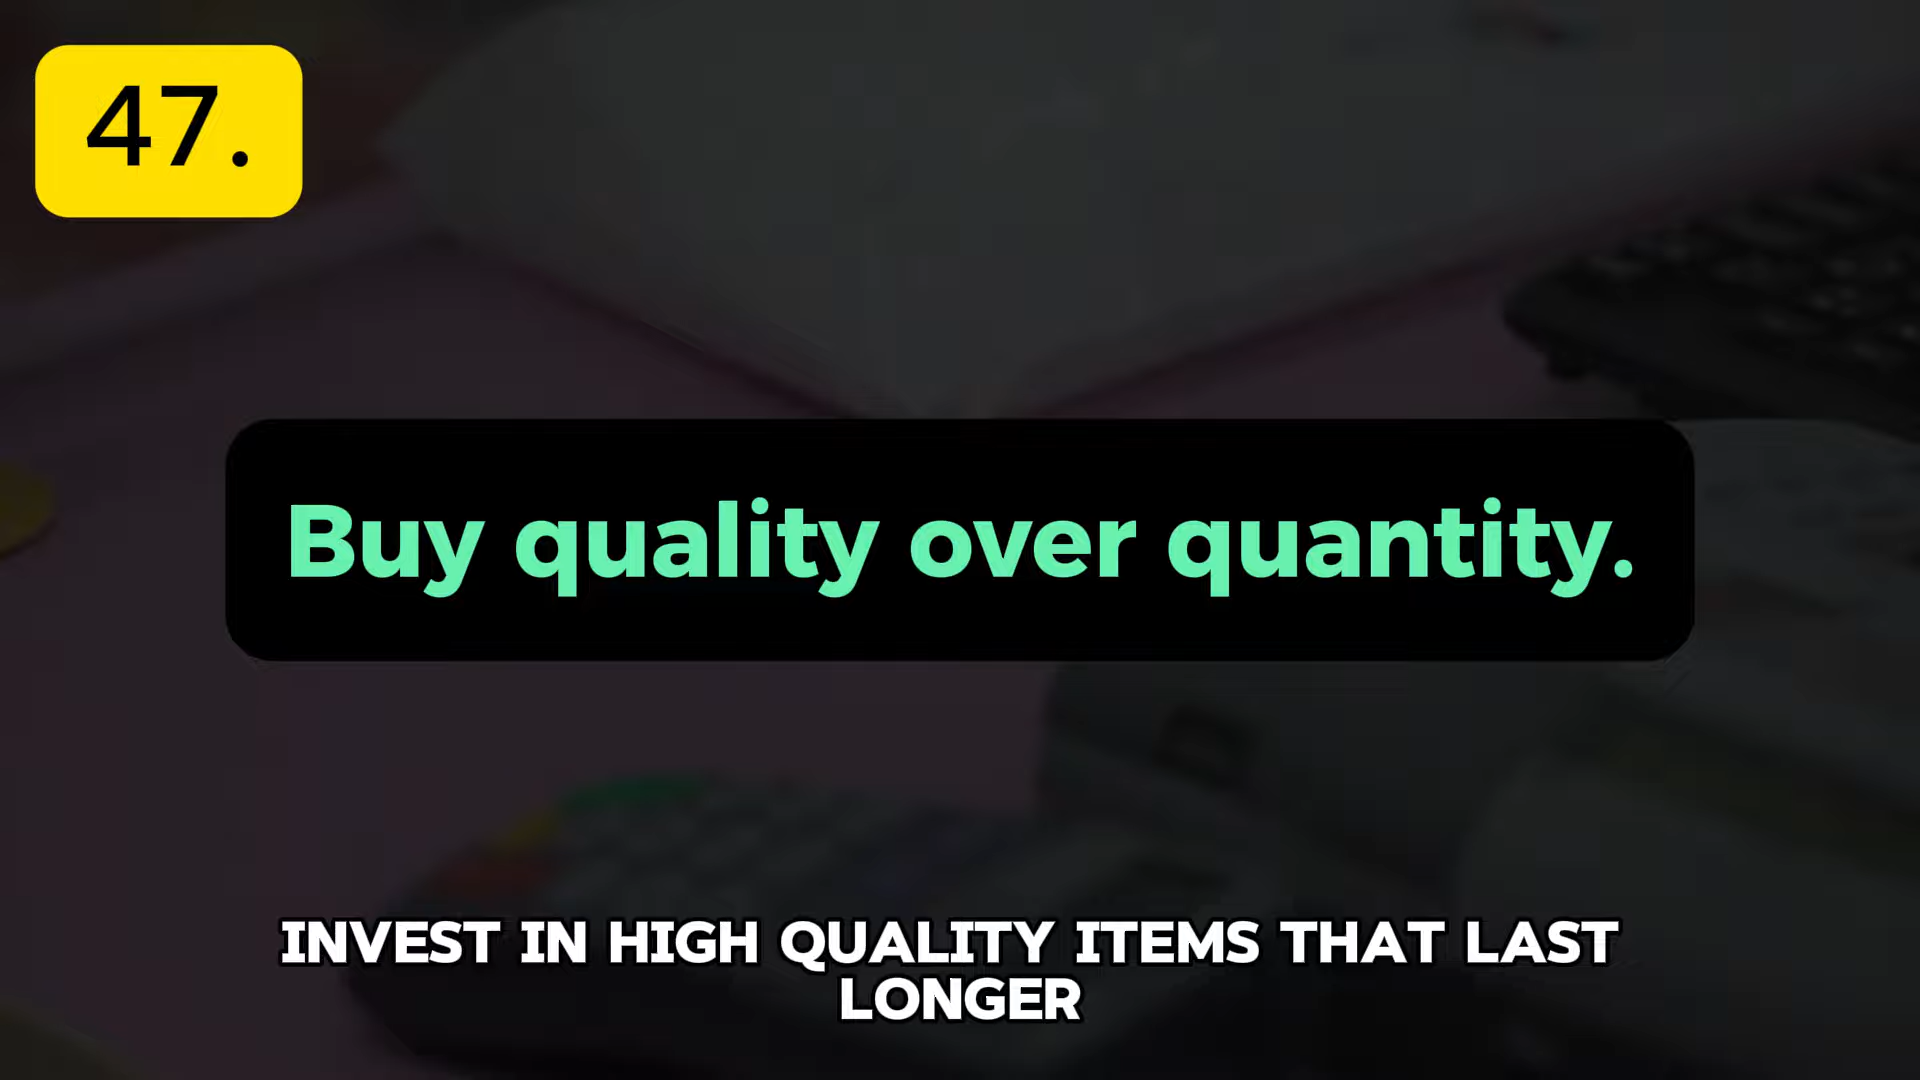 47.
Buy quality over quantity.
INVEST IN HIGH QUALITY ITEMS THAT LAST
LONGER